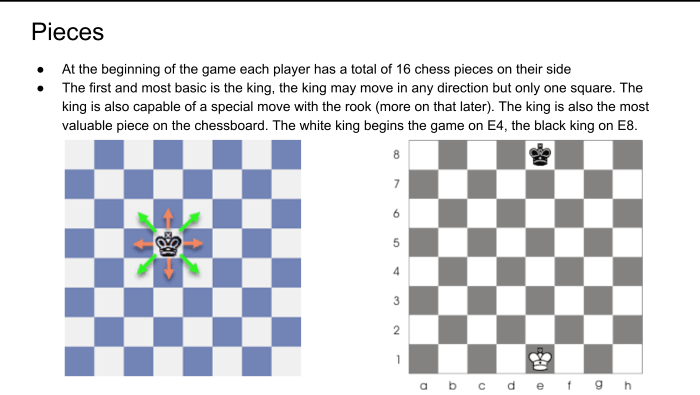 Pieces
● At the beginning of the game each player has a total of 16 chess pieces on their side
● The first and most basic is the king, the king may move in any direction but only one square. The
king is also capable of a special move with the rook (more on that later). The king is also the most
valuable piece on the chessboard. The white king begins the game on E4, the black king on E8.
8
7
6
5
4
3
2
1
a b c d e f g h